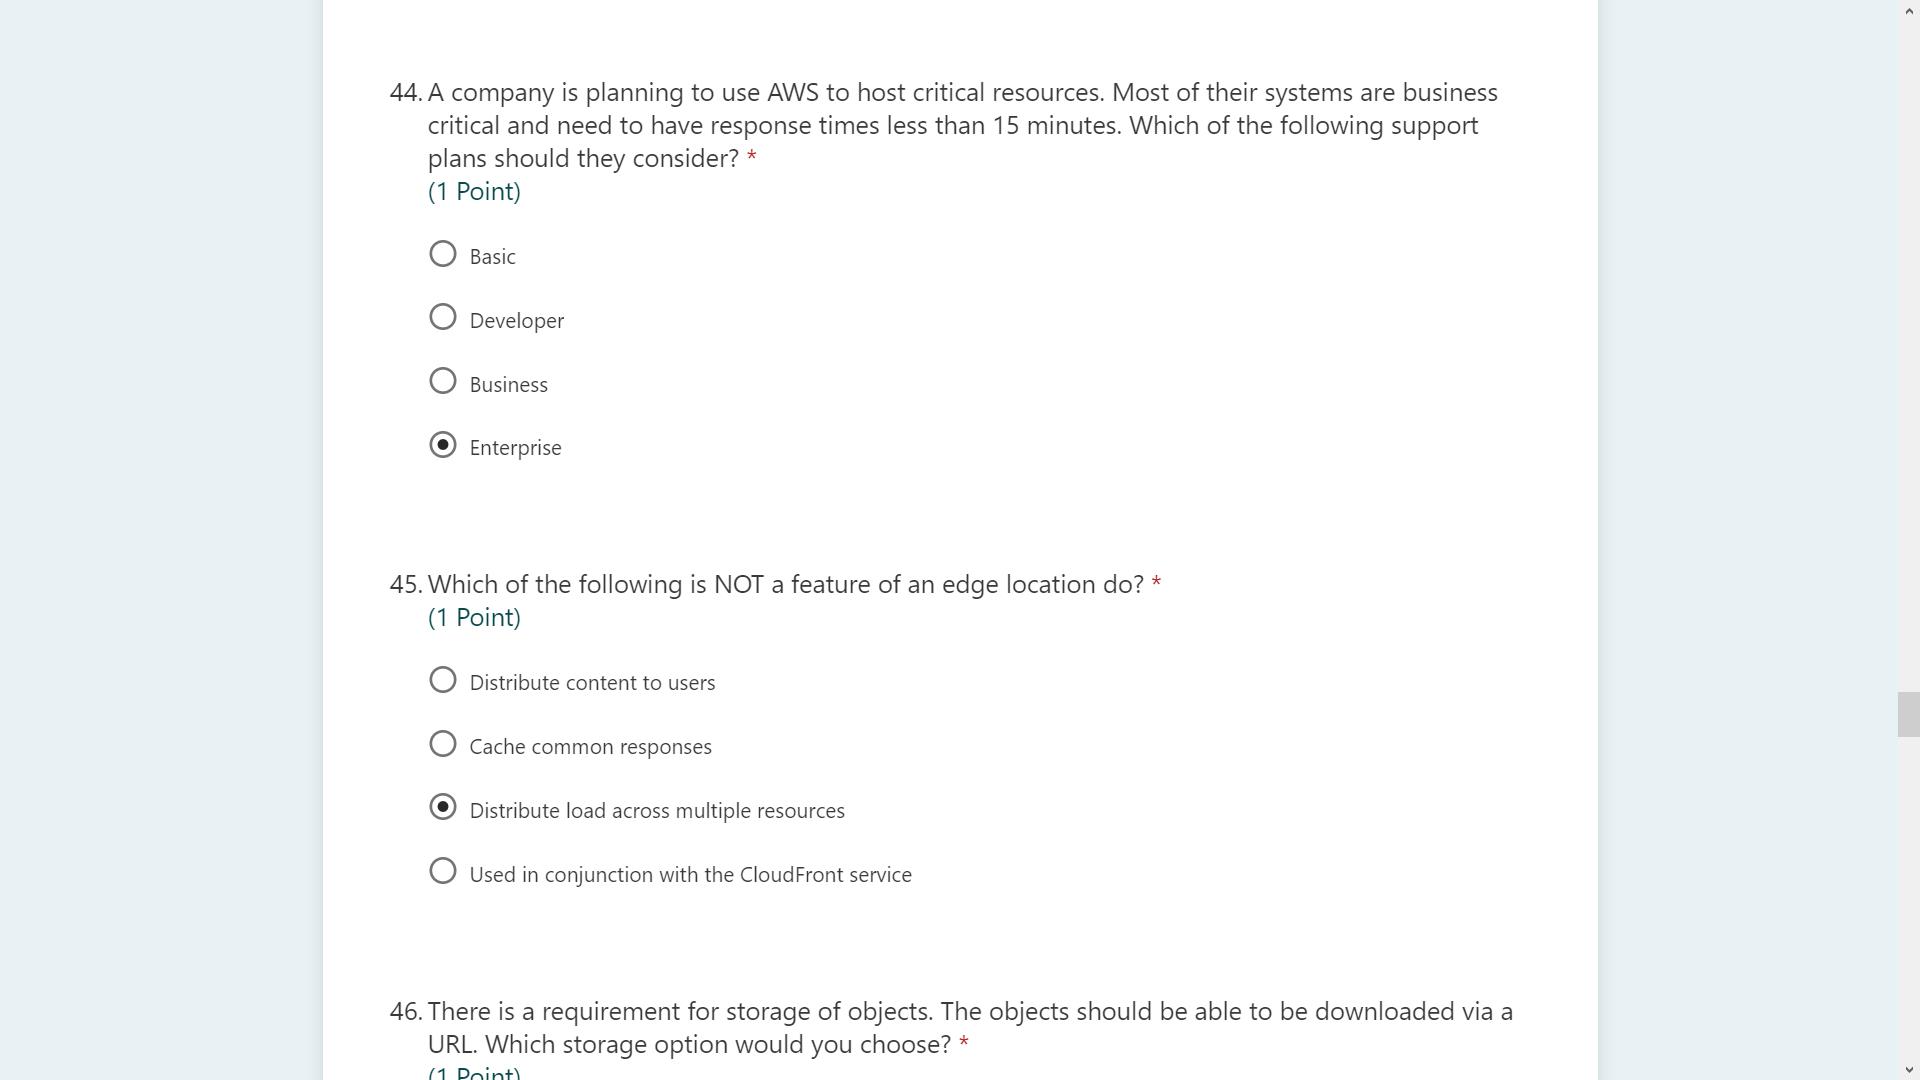 44. A company is planning to use AWS to host critical resources. Most of their systems are business
critical and need to have response times less than 15 minutes. Which of the following support
plans should they consider? *
(1 Point)
Basic
Developer
Business
Enterprise
45. Which of the following is NOT a feature of an edge location do? *
(1 Point)
Distribute content to users
Cache common responses
Distribute load across multiple resources
Used in conjunction with the CloudFront service
46. There is a requirement for storage of objects. The objects should be able to be downloaded via a
URL. Which storage option would you choose? *
(1 Point)